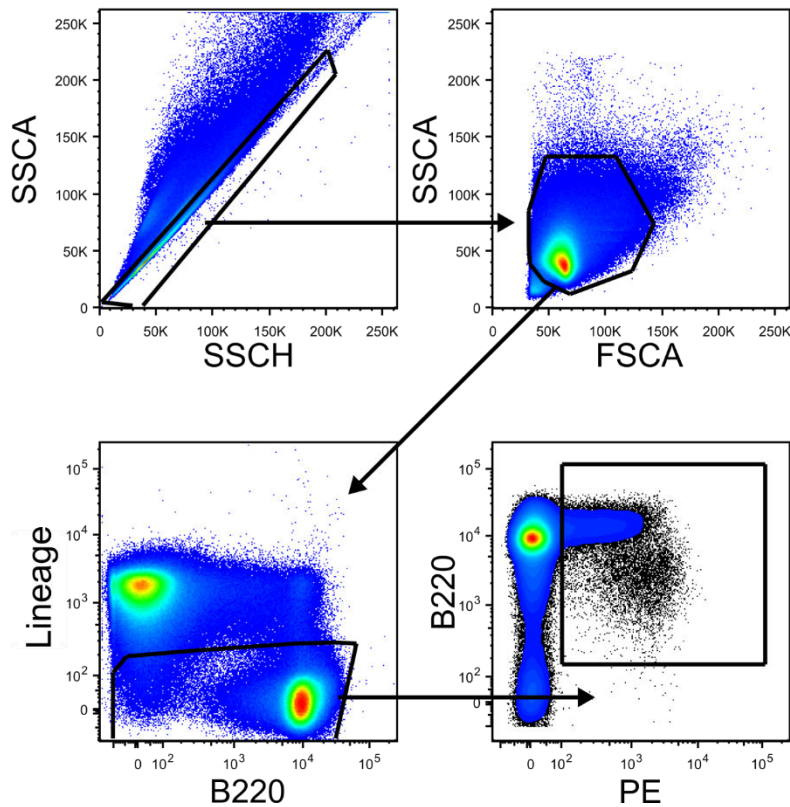 250K
200K
150K
100K
50K
0
SSCA
0 50K 100K 150K 200K 250K
SSCH
250K
200K
150K
100K
50K
0
SSCA
0 50K 100K 150K 200K 250K
FSCA
10^5
10^4
10^3
10^2
0
Lineage
0 10^2 10^3 10^4 10^5
B220
10^5
10^4
10^3
10^2
0
B220
0 10^2 10^3 10^4 10^5
PE